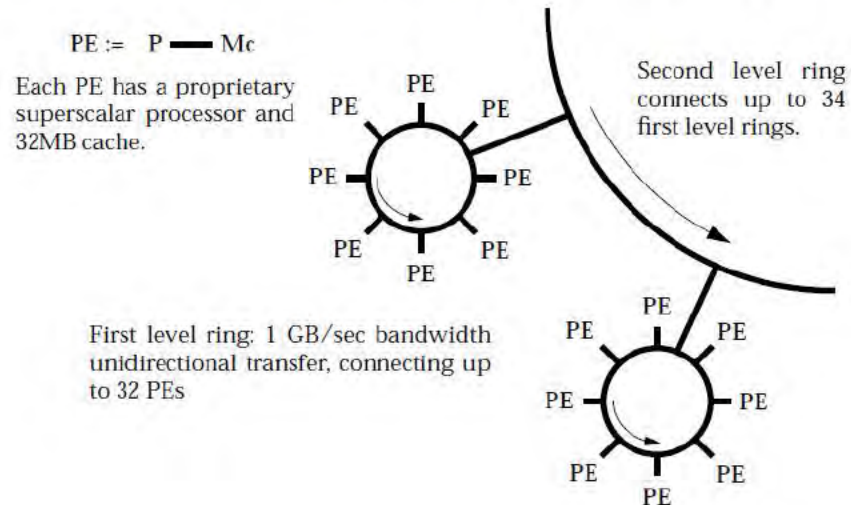 PE := P Mc
Each PE has a proprietary
superscalar processor and
32MB cache.
Second level ring
connects up to 34
first level rings.
PE
PE
PE
PE
PE
PE
PE
PE
First level ring: 1 GB/sec bandwidth
unidirectional transfer, connecting up
to 32 PEs
PE
PE
PE
PE
PE
PE
PE
PE